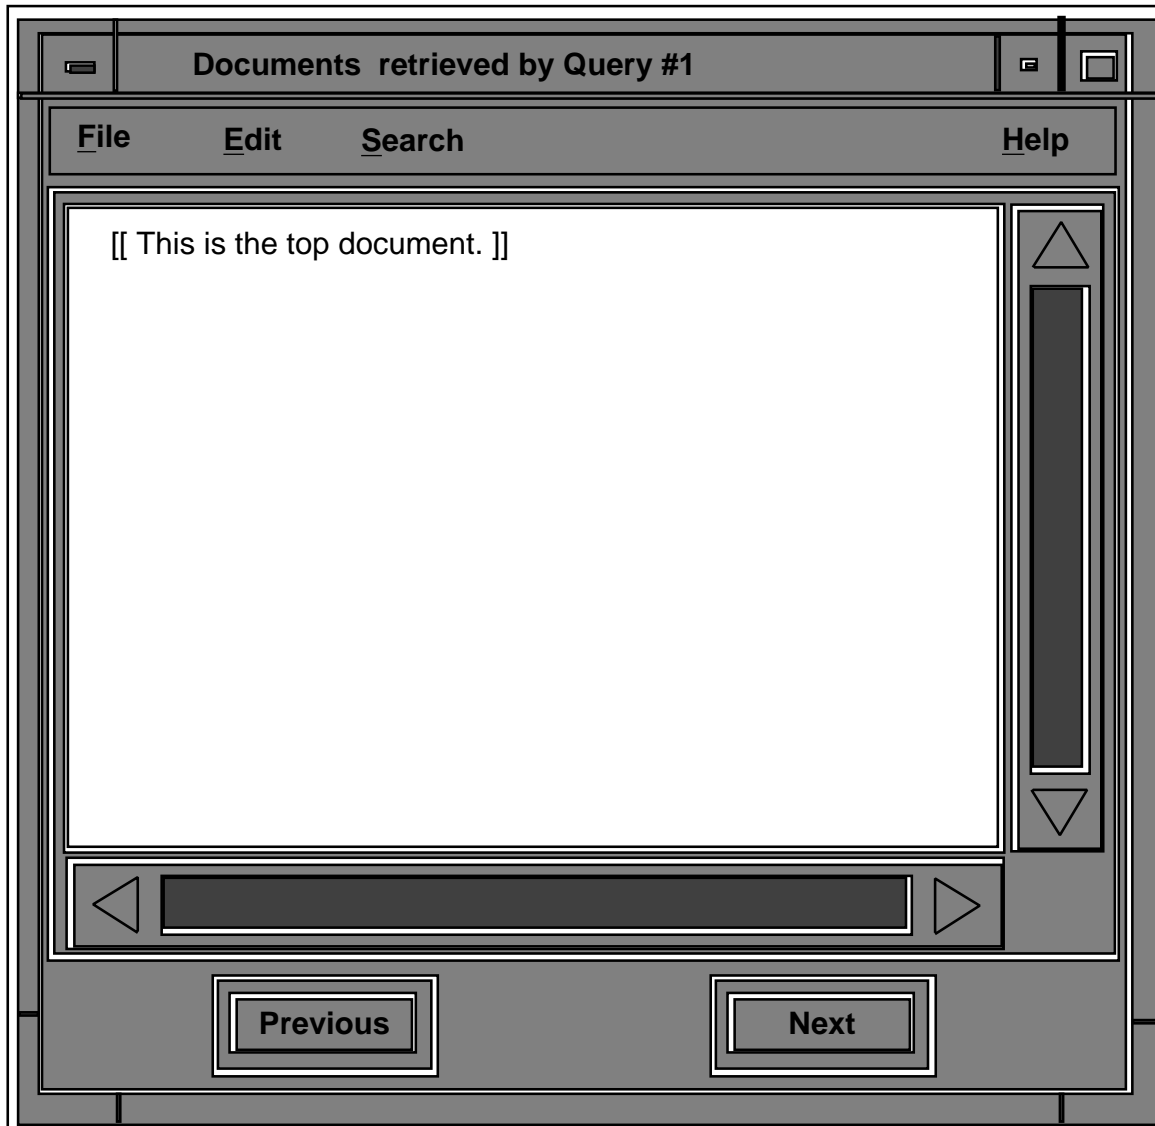 Documents  retrieved by Query #1
File Edit Search Help
[[ This is the top document. ]]
Previous Next